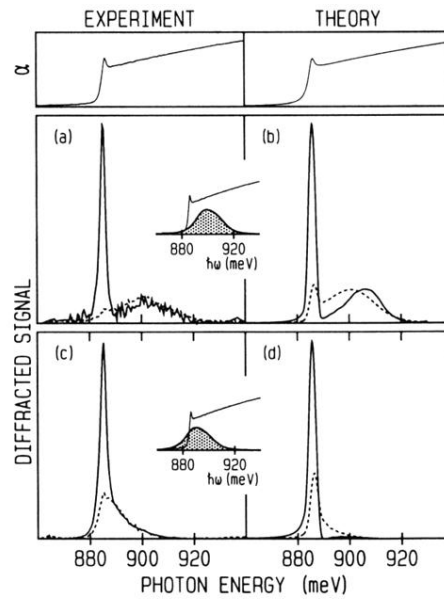 EXPERIMENT THEORY
α
(a) (b)
880 920
ħω (meV)
DIFFRACTED SIGNAL
(c) (d)
880 920
ħω (meV)
880 900 920 880 900 920
PHOTON ENERGY (meV)